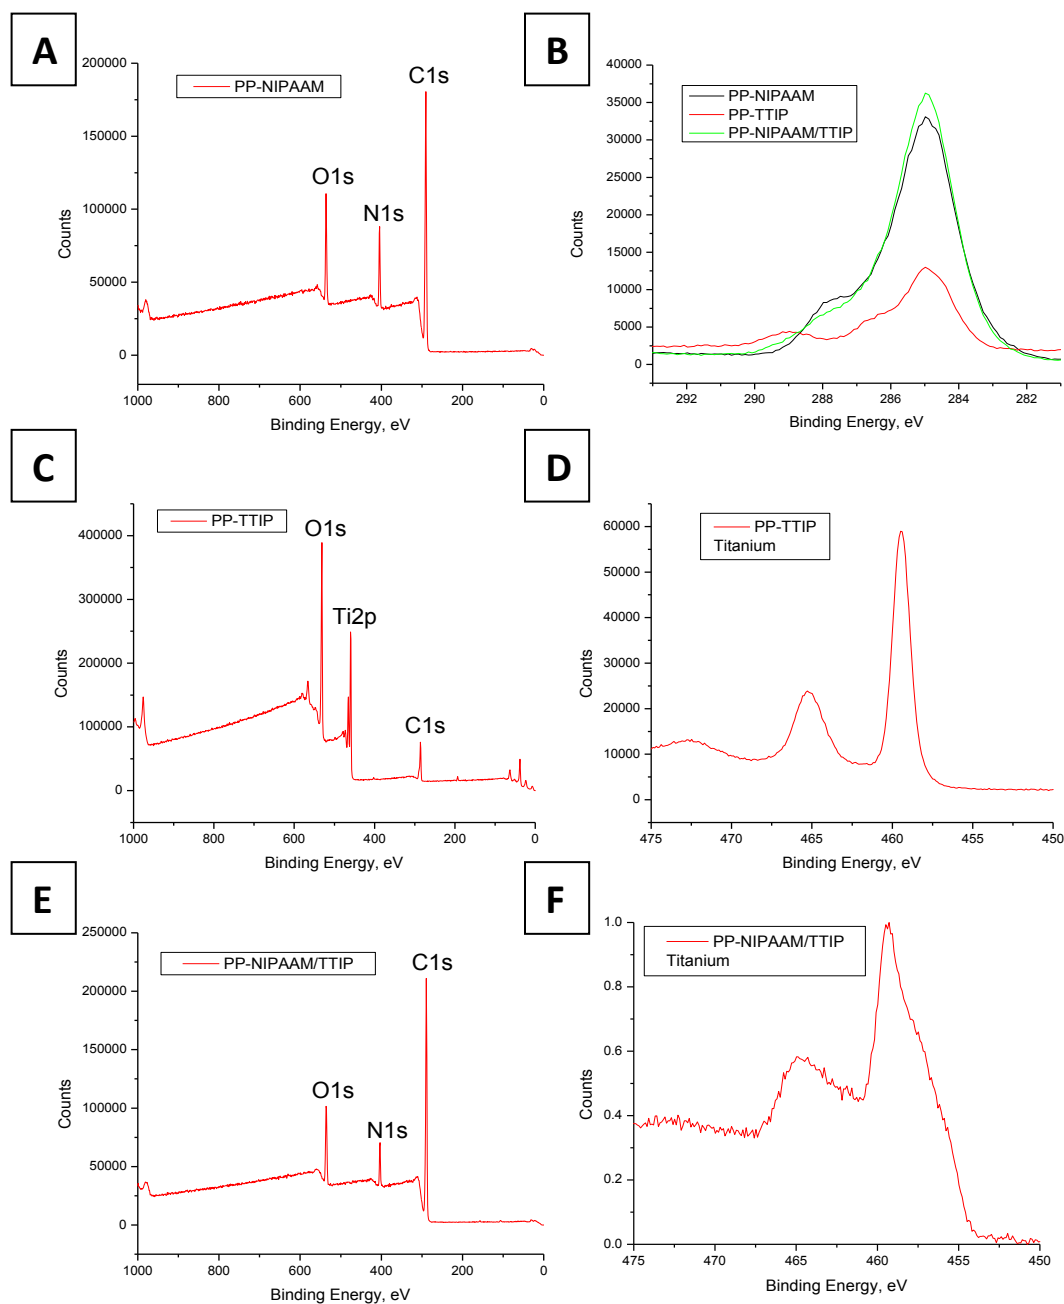 A
200000
150000
100000
50000
0
Counts
PP-NIPAAM
C1s
O1s
N1s
1000 800 600 400 200 0
Binding Energy, eV
B
40000
35000
30000
25000
20000
15000
10000
5000
0
Counts
PP-NIPAAM
PP-TTIP
PP-NIPAAM/TTIP
292 290 288 286 284 282
Binding Energy, eV
C
400000
300000
200000
100000
0
Counts
PP-TTIP
O1s
Ti2p
C1s
1000 800 600 400 200 0
Binding Energy, eV
D
60000
50000
40000
30000
20000
10000
0
Counts
PP-TTIP
Titanium
475 470 465 460 455 450
Binding Energy, eV
E
250000
200000
150000
100000
50000
0
Counts
PP-NIPAAM/TTIP
C1s
O1s
N1s
1000 800 600 400 200 0
Binding Energy, eV
F
1.0
0.8
0.6
0.4
0.2
0.0
Counts
PP-NIPAAM/TTIP
Titanium
475 470 465 460 455 450
Binding Energy, eV